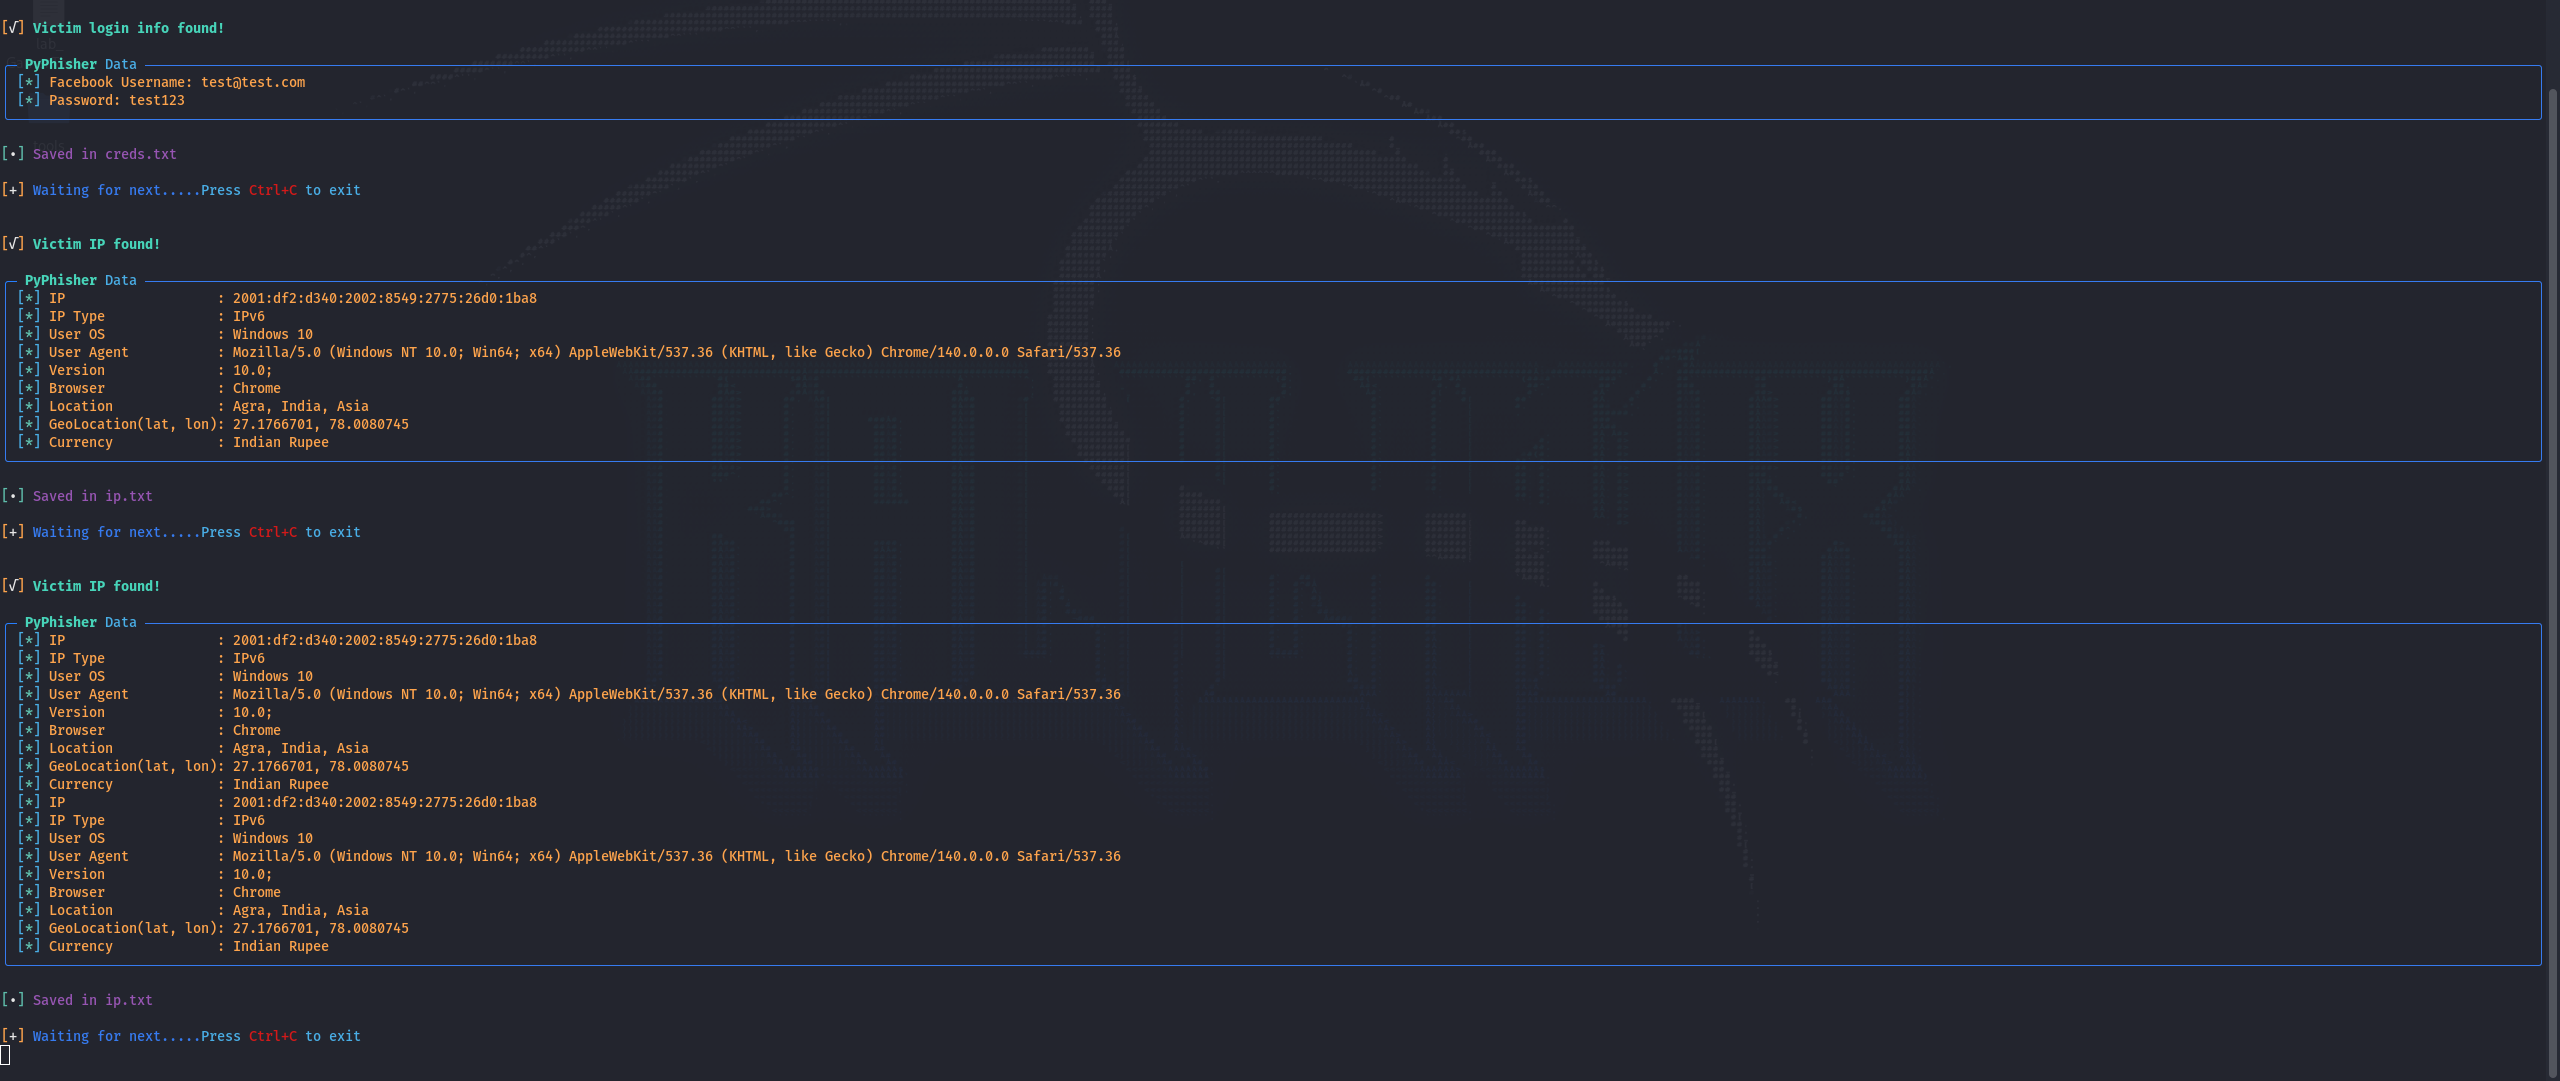 [√] Victim login info found!
PyPhisher Data
[*] Facebook Username: test@test.com
[*] Password: test123
[•] Saved in creds.txt
[+] Waiting for next.....Press Ctrl+C to exit
[√] Victim IP found!
PyPhisher Data
[*] IP : 2001:df2:d340:2002:8549:2775:26d0:1ba8
[*] IP Type : IPv6
[*] User OS : Windows 10
[*] User Agent : Mozilla/5.0 (Windows NT 10.0; Win64; x64) AppleWebKit/537.36 (KHTML, like Gecko) Chrome/140.0.0.0 Safari/537.36
[*] Version : 10.0;
[*] Browser : Chrome
[*] Location : Agra, India, Asia
[*] GeoLocation(lat, lon): 27.1766701, 78.0080745
[*] Currency : Indian Rupee
[•] Saved in ip.txt
[+] Waiting for next.....Press Ctrl+C to exit
[√] Victim IP found!
PyPhisher Data
[*] IP : 2001:df2:d340:2002:8549:2775:26d0:1ba8
[*] IP Type : IPv6
[*] User OS : Windows 10
[*] User Agent : Mozilla/5.0 (Windows NT 10.0; Win64; x64) AppleWebKit/537.36 (KHTML, like Gecko) Chrome/140.0.0.0 Safari/537.36
[*] Version : 10.0;
[*] Browser : Chrome
[*] Location : Agra, India, Asia
[*] GeoLocation(lat, lon): 27.1766701, 78.0080745
[*] Currency : Indian Rupee
[*] IP : 2001:df2:d340:2002:8549:2775:26d0:1ba8
[*] IP Type : IPv6
[*] User OS : Windows 10
[*] User Agent : Mozilla/5.0 (Windows NT 10.0; Win64; x64) AppleWebKit/537.36 (KHTML, like Gecko) Chrome/140.0.0.0 Safari/537.36
[*] Version : 10.0;
[*] Browser : Chrome
[*] Location : Agra, India, Asia
[*] GeoLocation(lat, lon): 27.1766701, 78.0080745
[*] Currency : Indian Rupee
[•] Saved in ip.txt
[+] Waiting for next.....Press Ctrl+C to exit